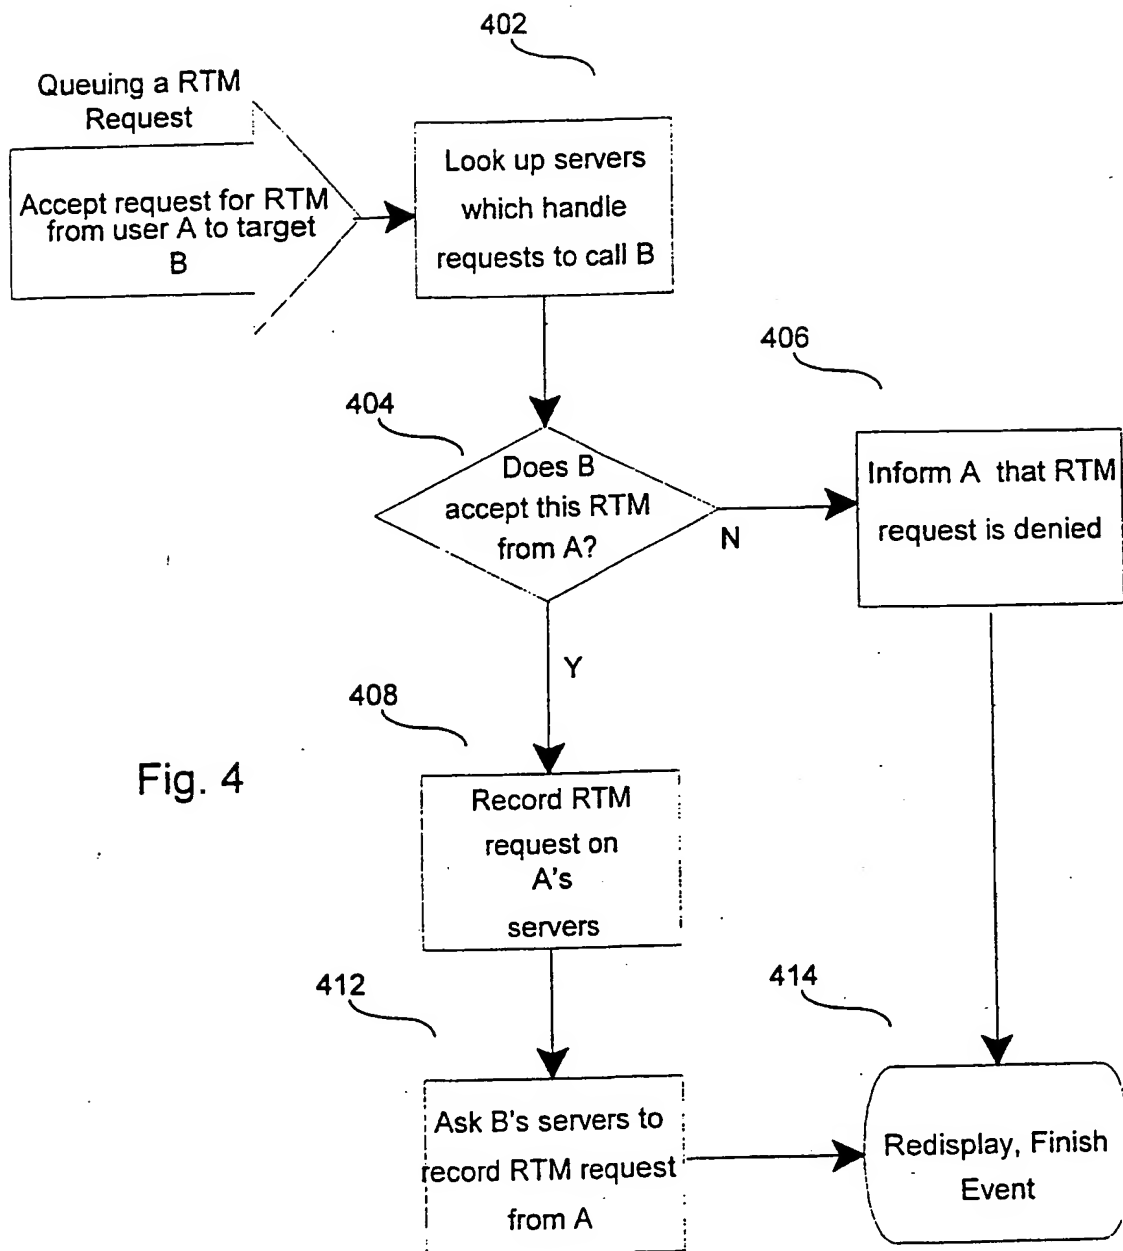 402
Queuing a RTM
Request
Accept request for RTM
from user A to target
B
Look up servers
which handle
requests to call B
404
Does B
accept this RTM
from A?
N
Y
406
Inform A that RTM
request is denied
408
Record RTM
request on
A's
servers
Fig. 4
412
Ask B's servers to
record RTM request
from A
414
Redisplay, Finish
Event